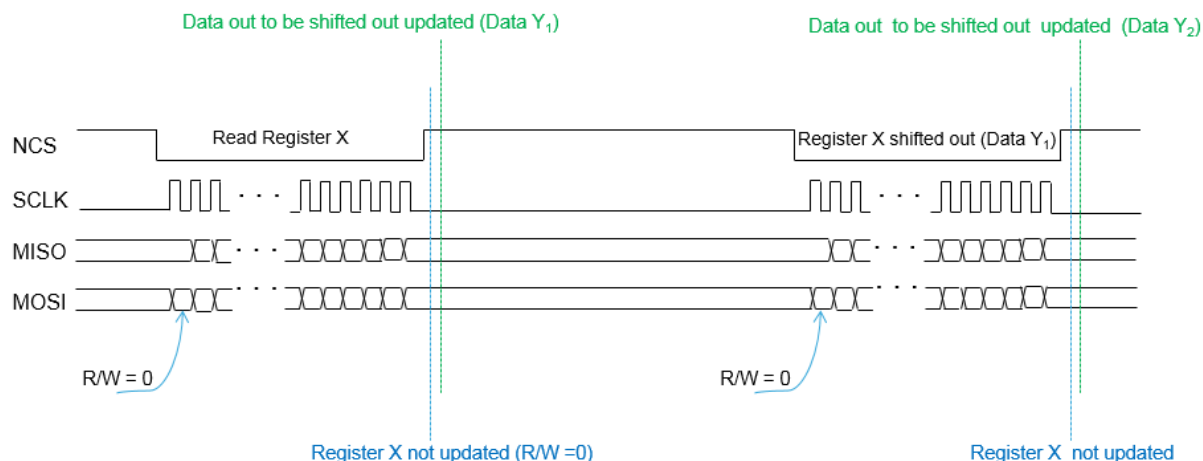 Data out to be shifted out updated (Data Y₁)
Data out to be shifted out updated (Data Y₂)
NCS
Read Register X
Register X shifted out (Data Y₁)
SCLK
MISO
MOSI
R/W = 0
R/W = 0
Register X not updated (R/W =0)
Register X not updated